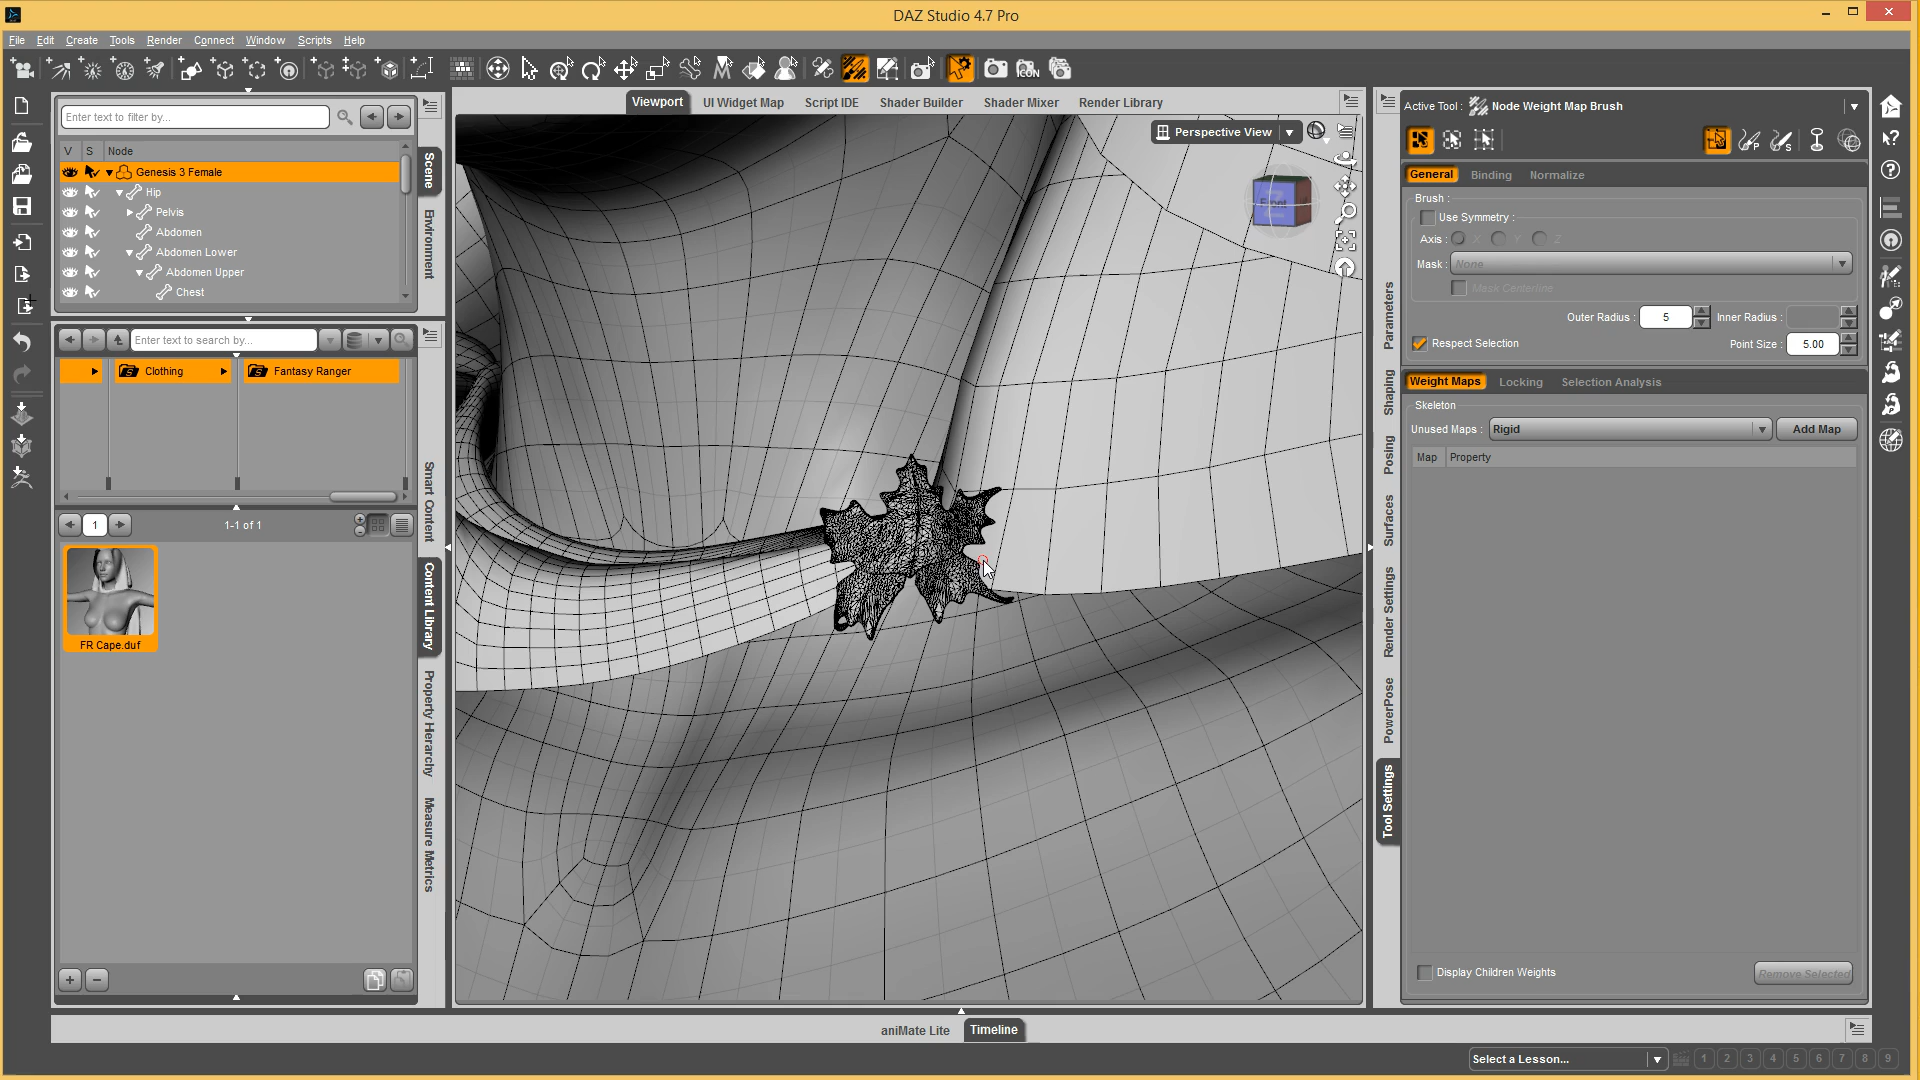 DAZ Studio 4.7 Pro
File Edit Create Tools Render Connect Window Scripts Help
ICON
Enter text to filter by...
V S Node
Genesis 3 Female
Hip
Pelvis
Abdomen
Abdomen Lower
Abdomen Upper
Chest
Scene
Environment
Enter text to search by...
Clothing
Fantasy Ranger
1
1-1 of 1
FR Cape.duf
Smart Content
Content Library
Property Hierarchy
Measure Metrics
Viewport UI Widget Map Script IDE Shader Builder Shader Mixer Render Library
Perspective View
Front
Parameters
Shaping
Posing
Surfaces
Render Settings
PowerPose
Tool Settings
Active Tool : Node Weight Map Brush
General Binding Normalize
Brush :
Use Symmetry :
Axis : X Y Z
Mask : None
Mask Centerline
Outer Radius : 5 Inner Radius :
Respect Selection Point Size : 5.00
Weight Maps Locking Selection Analysis
Skeleton
Unused Maps : Rigid Add Map
Map Property
Display Children Weights Remove Selected
aniMate Lite Timeline
Select a Lesson... 1 2 3 4 5 6 7 8 9